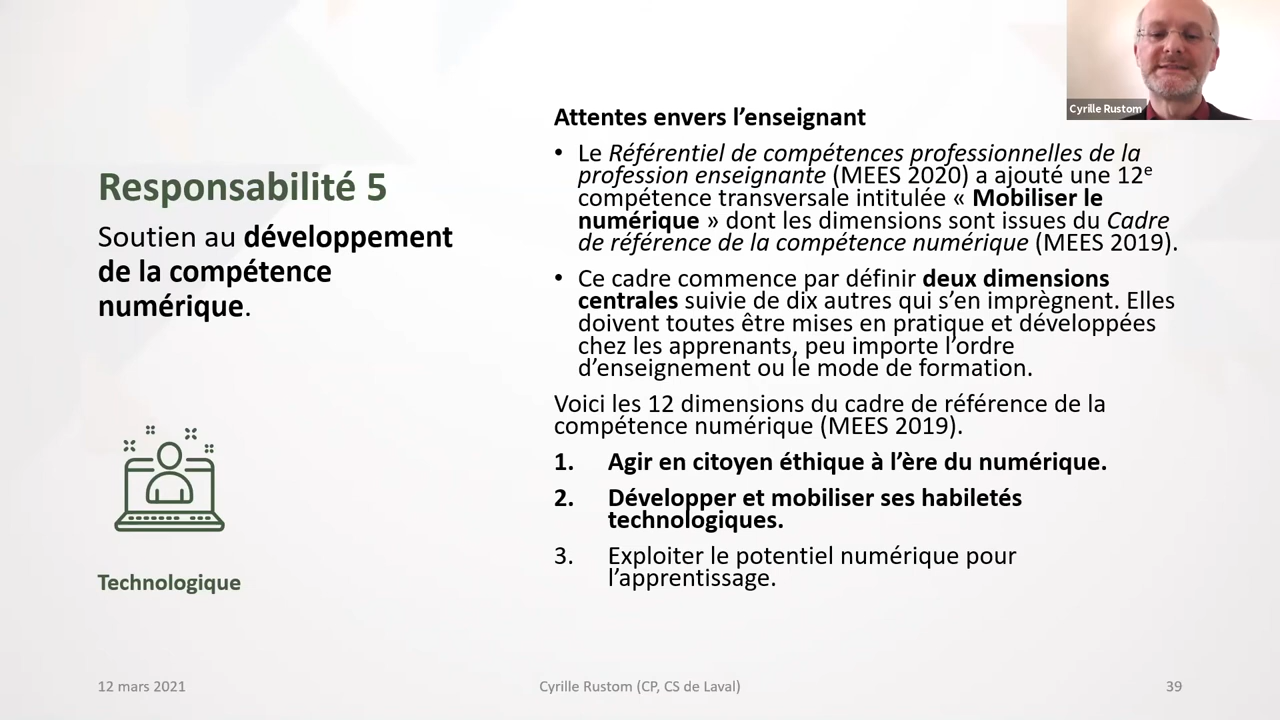 Cyrille Rustom
Responsabilité 5
Soutien au développement
de la compétence
numérique.
Technologique
Attentes envers l’enseignant
• Le Référentiel de compétences professionnelles de la
profession enseignante (MEES 2020) a ajouté une 12e
compétence transversale intitulée « Mobiliser le
numérique » dont les dimensions sont issues du Cadre
de référence de la compétence numérique (MEES 2019).
• Ce cadre commence par définir deux dimensions
centrales suivie de dix autres qui s’en imprègnent. Elles
doivent toutes être mises en pratique et développées
chez les apprenants, peu importe l’ordre
d’enseignement ou le mode de formation.
Voici les 12 dimensions du cadre de référence de la
compétence numérique (MEES 2019).
1. Agir en citoyen éthique à l’ère du numérique.
2. Développer et mobiliser ses habiletés
technologiques.
3. Exploiter le potentiel numérique pour
l’apprentissage.
12 mars 2021
Cyrille Rustom (CP, CS de Laval)
39